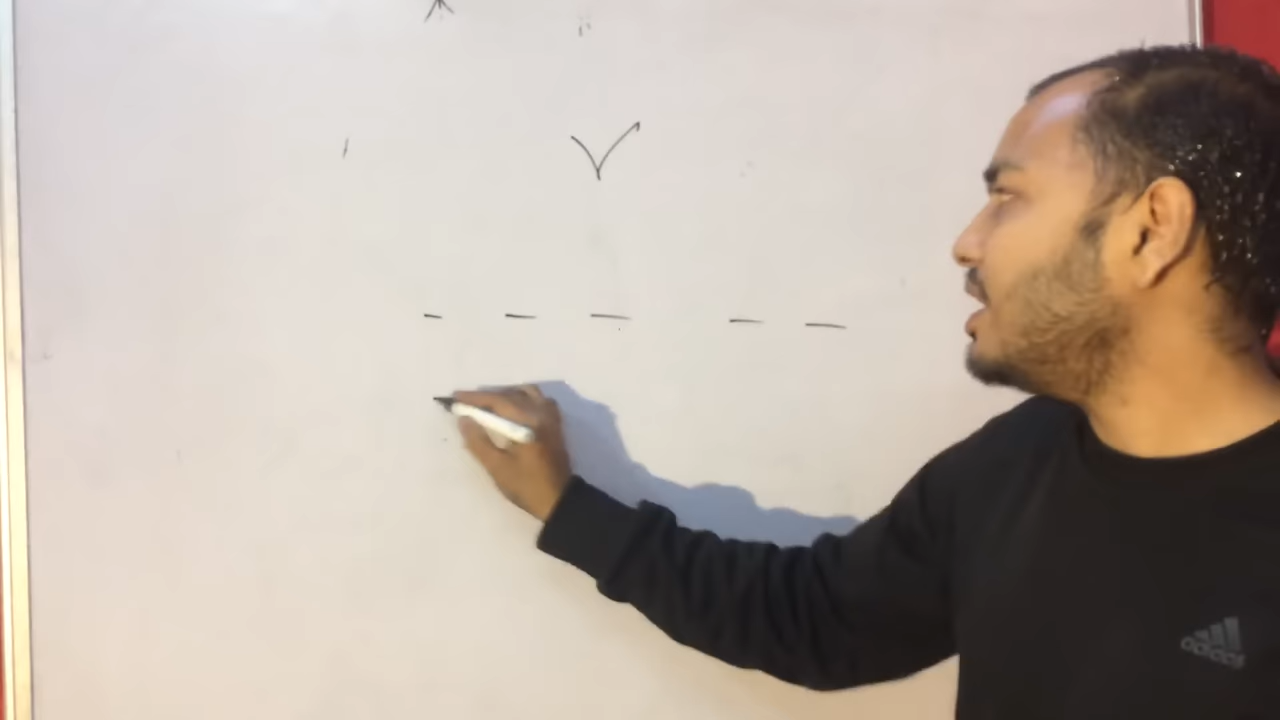 _ _ _ _ _
adidas